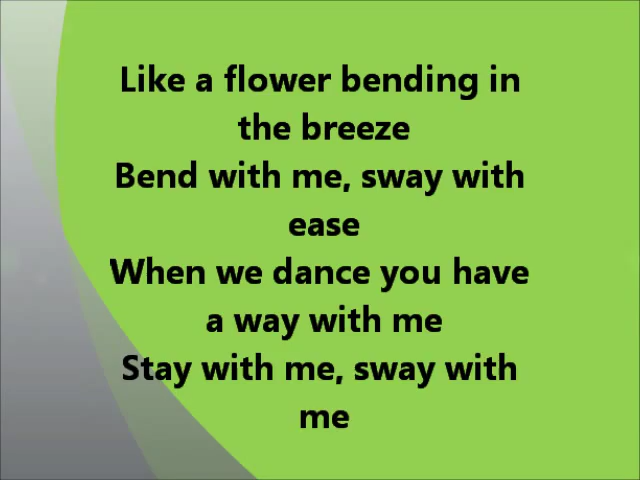 Like a flower bending in
the breeze
Bend with me, sway with
ease
When we dance you have
a way with me
Stay with me, sway with
me